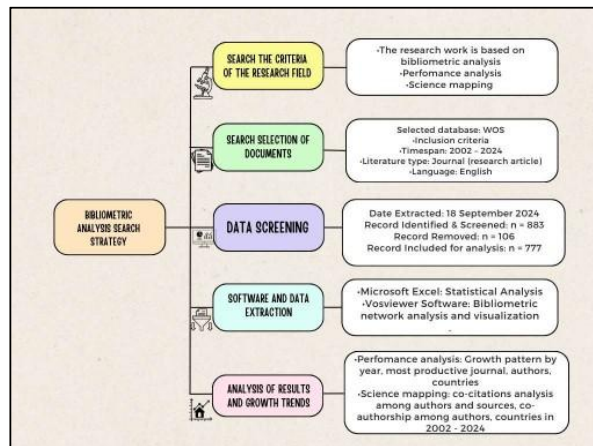 SEARCH THE CRITERIA
OF THE RESEARCH FIELD
•The research work is based on
bibliometric analysis
•Perfomance analysis
•Science mapping
SEARCH SELECTION OF
DOCUMENTS
Selected database: WOS
•Inclusion criteria
•Timespan: 2002 - 2024
•Literature type: Journal (research article)
•Language: English
BIBLIOMETRIC
ANALYSIS SEARCH
STRATEGY
DATA SCREENING
Date Extracted: 18 September 2024
Record Identified & Screened: n = 883
Record Removed: n = 106
Record Included for analysis: n = 777
SOFTWARE AND DATA
EXTRACTION
•Microsoft Excel: Statistical Analysis
•Vosviewer Software: Bibliometric
network analysis and visualization
ANALYSIS OF RESULTS
AND GROWTH TRENDS
•Perfomance analysis: Growth pattern by
year, most productive journal, authors,
countries
•Science mapping: co-citations analysis
among authors and sources, co-
authorship among authors, countries in
2002 - 2024